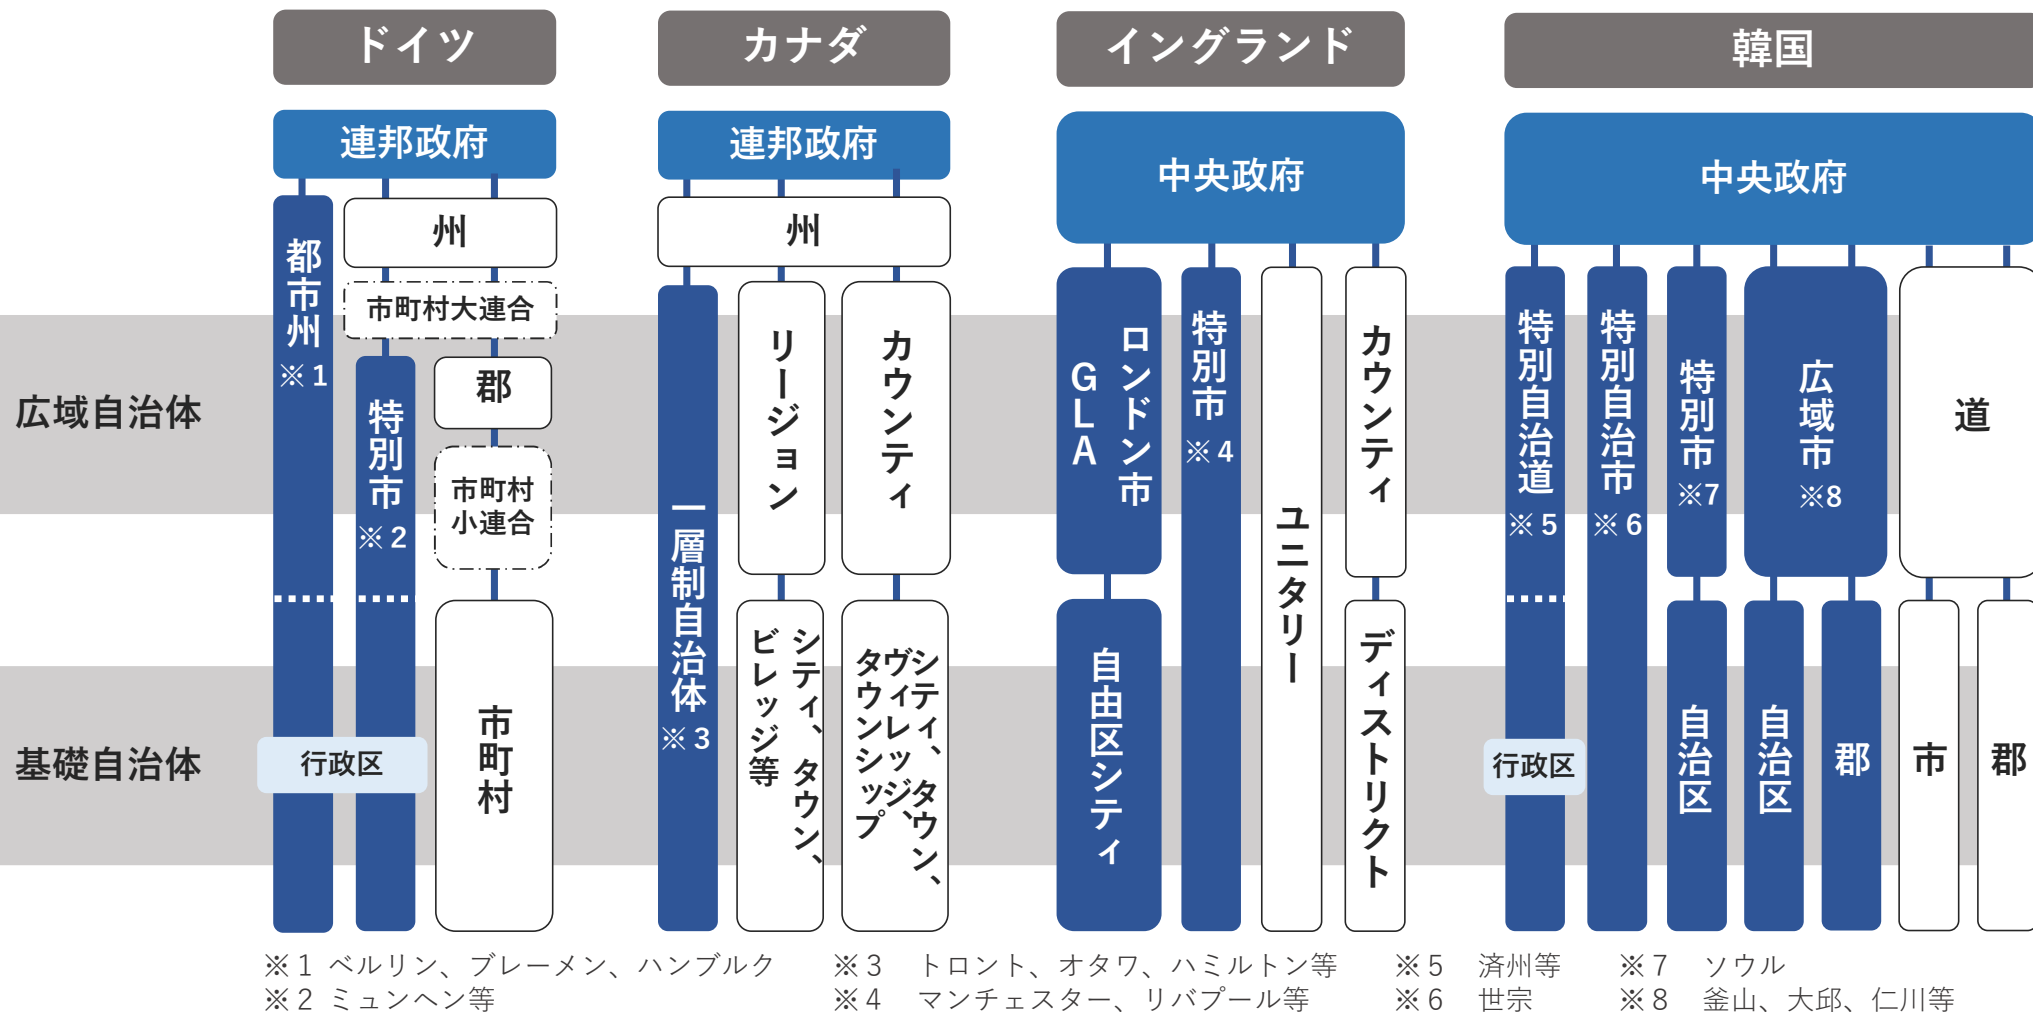 ドイツ
連邦政府
都市州
※1
州
市町村大連合
特別市
※2
郡
市町村
小連合
市町村
行政区
カナダ
連邦政府
州
一層制自治体
※3
リージョン
シティ、タウン、
ビレッジ等
カウンティ
シティ、タウン、
ヴィレッジ、
タウンシップ
イングランド
中央政府
ロンドン市
GLA
自由区シティ
特別市
※4
ユニタリー
カウンティ
ディストリクト
韓国
中央政府
特別自治道
※5
行政区
特別自治市
※6
特別市
※7
自治区
広域市
※8
自治区
郡
道
市
郡
広域自治体
基礎自治体
※1 ベルリン、ブレーメン、ハンブルク
※2 ミュンヘン等
※3 トロント、オタワ、ハミルトン等
※4 マンチェスター、リバプール等
※5 済州等
※6 世宗
※7 ソウル
※8 釜山、大邱、仁川等